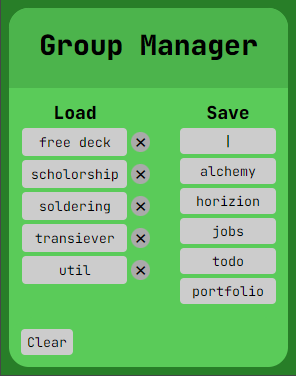 Group Manager
Load
free deck ×
scholorship ×
soldering ×
transiever ×
util ×
Clear
Save
alchemy
horizion
jobs
todo
portfolio